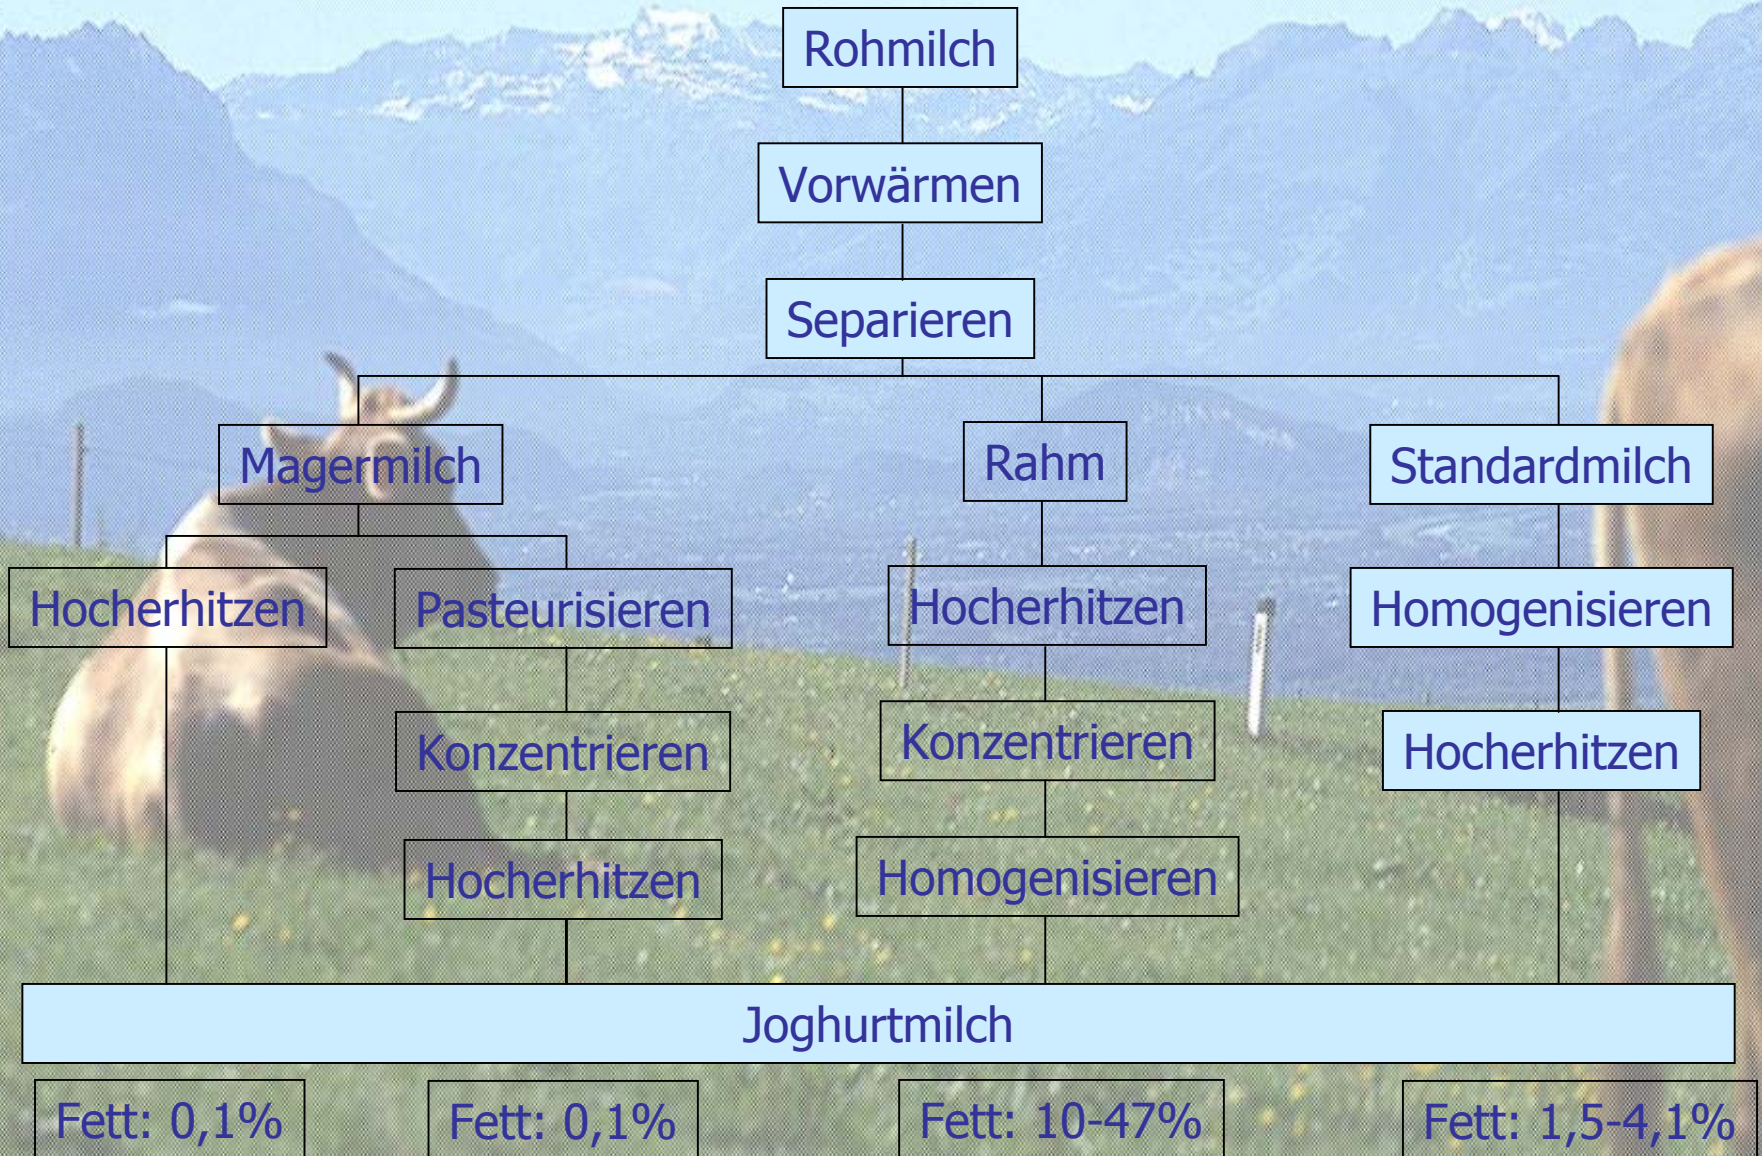 Rohmilch
Vorwärmen
Separieren
Magermilch
Rahm
Standardmilch
Hocherhitzen
Pasteurisieren
Hocherhitzen
Homogenisieren
Konzentrieren
Konzentrieren
Hocherhitzen
Hocherhitzen
Homogenisieren
Joghurtmilch
Fett: 0,1%
Fett: 0,1%
Fett: 10-47%
Fett: 1,5-4,1%